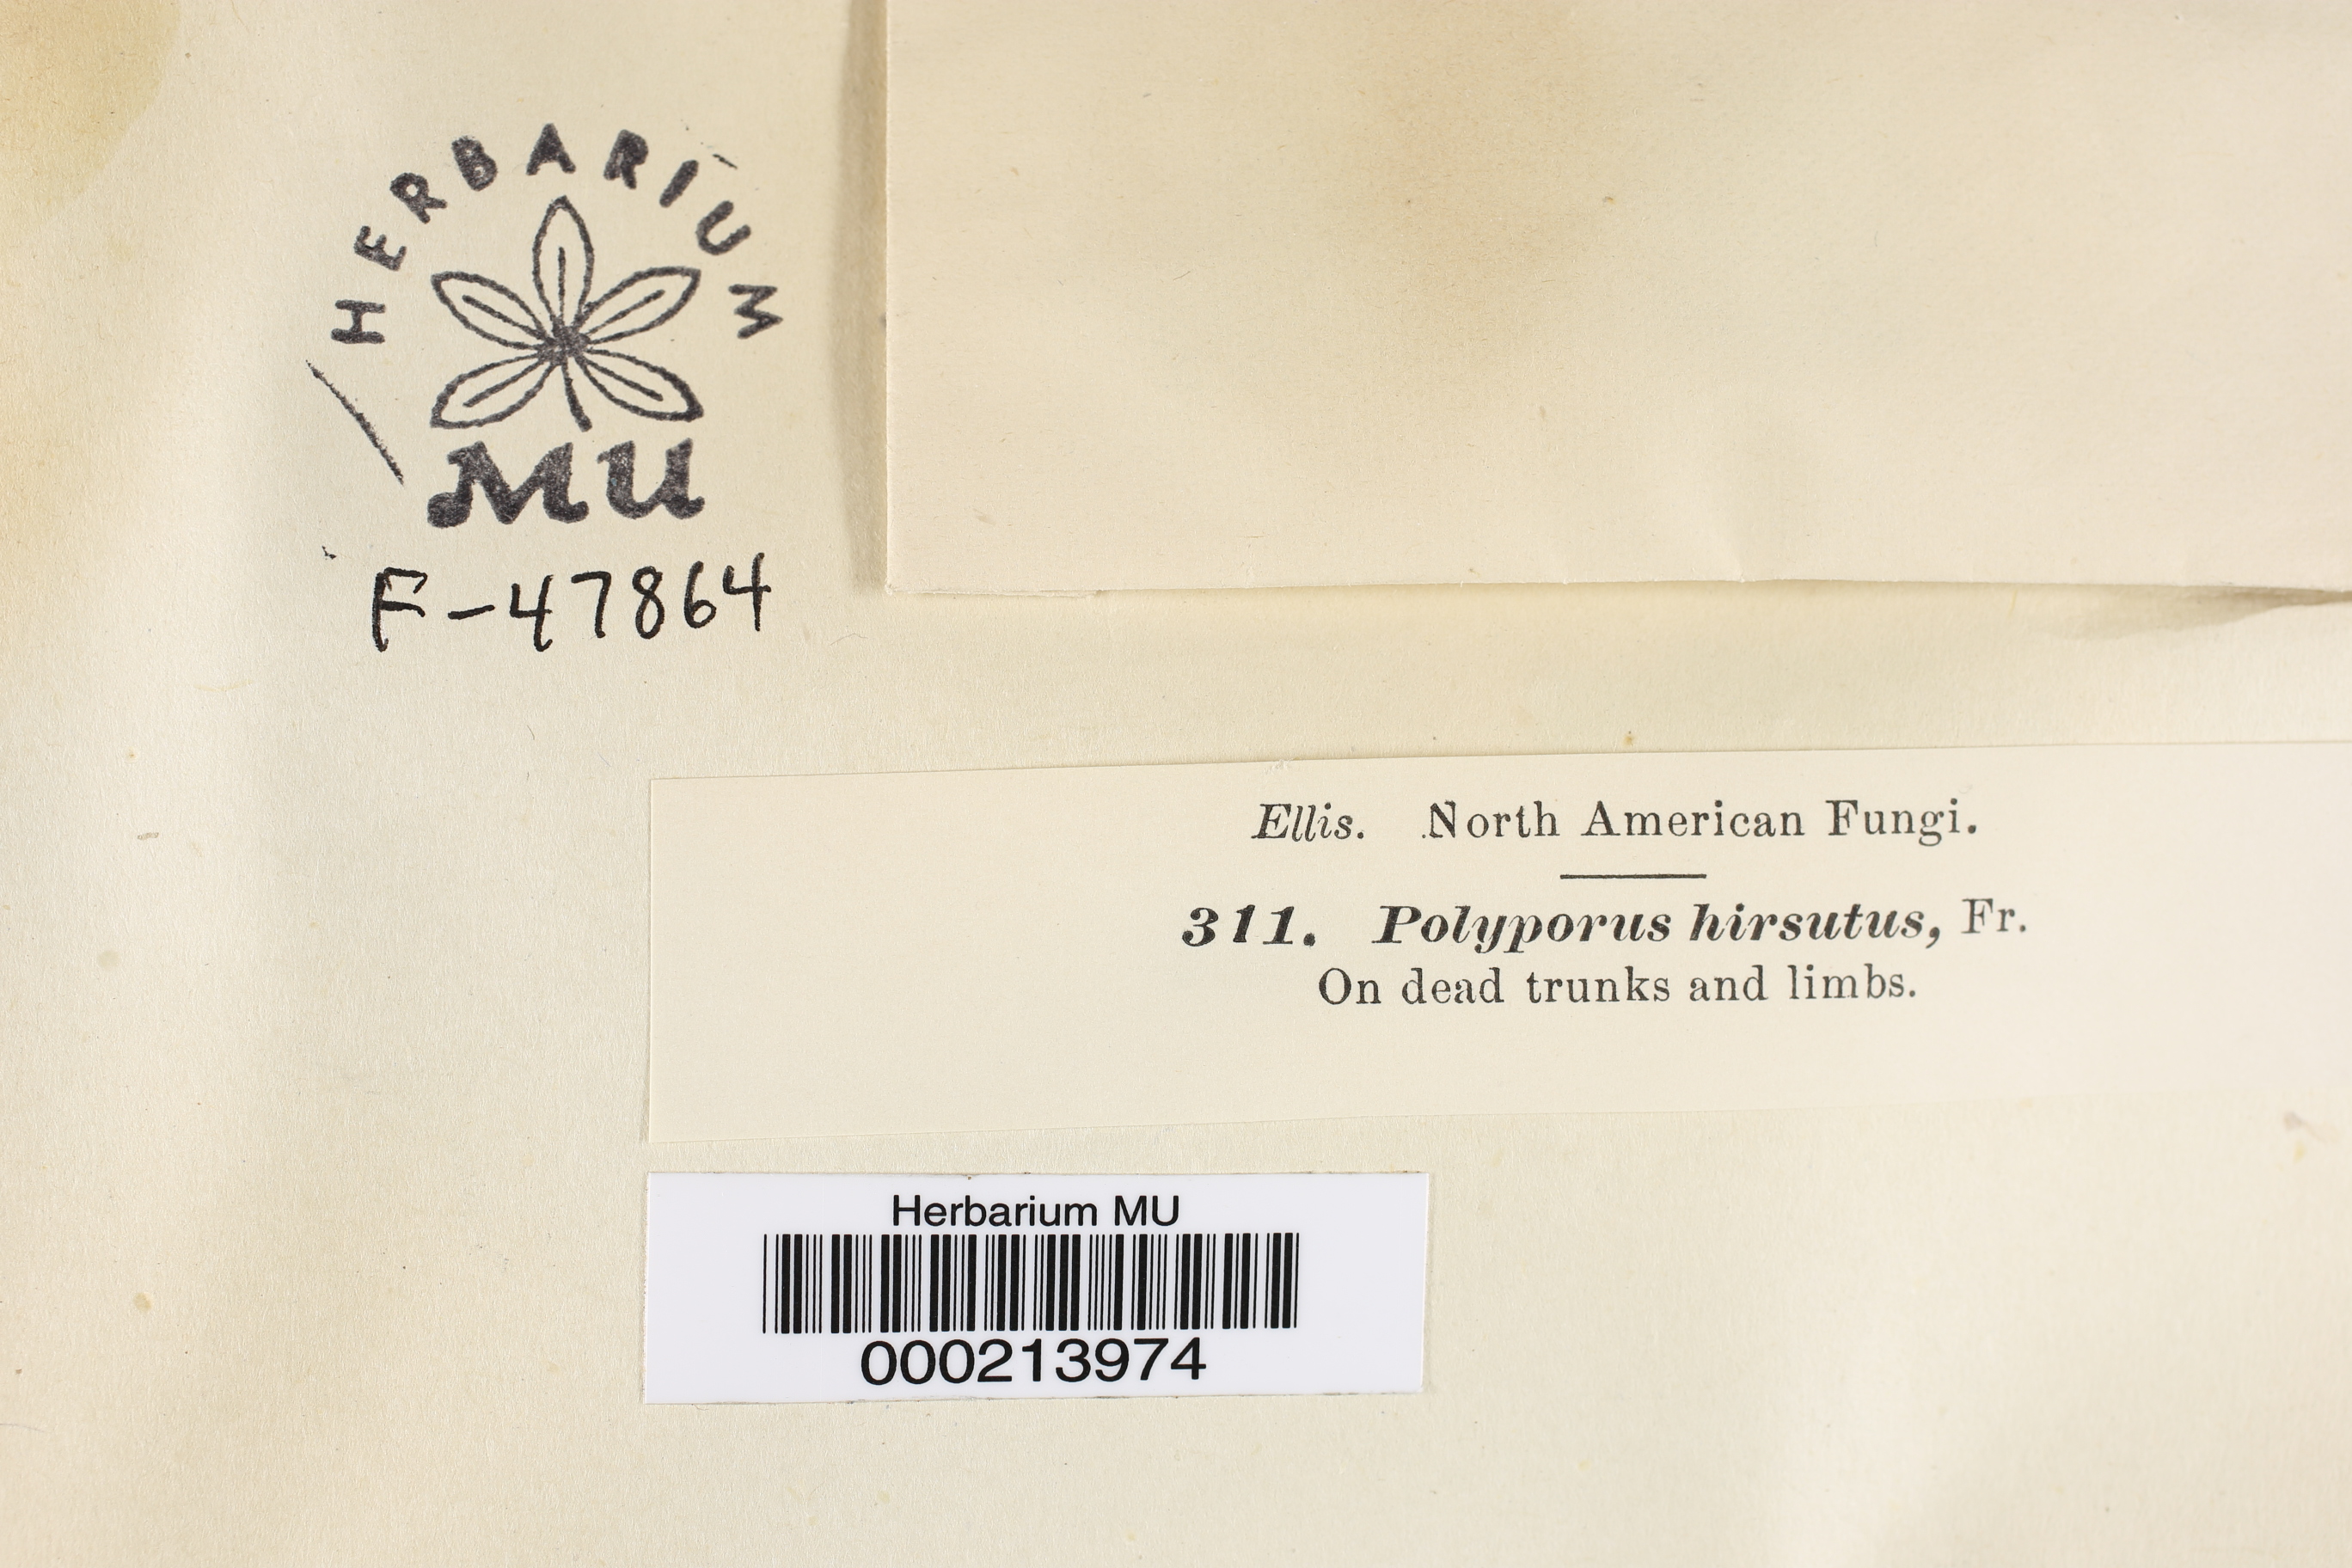 HERBARIUM
MU
F-47864
Ellis. North American Fungi.
311. Polyporus hirsutus, Fr.
On dead trunks and limbs.
Herbarium MU
000213974